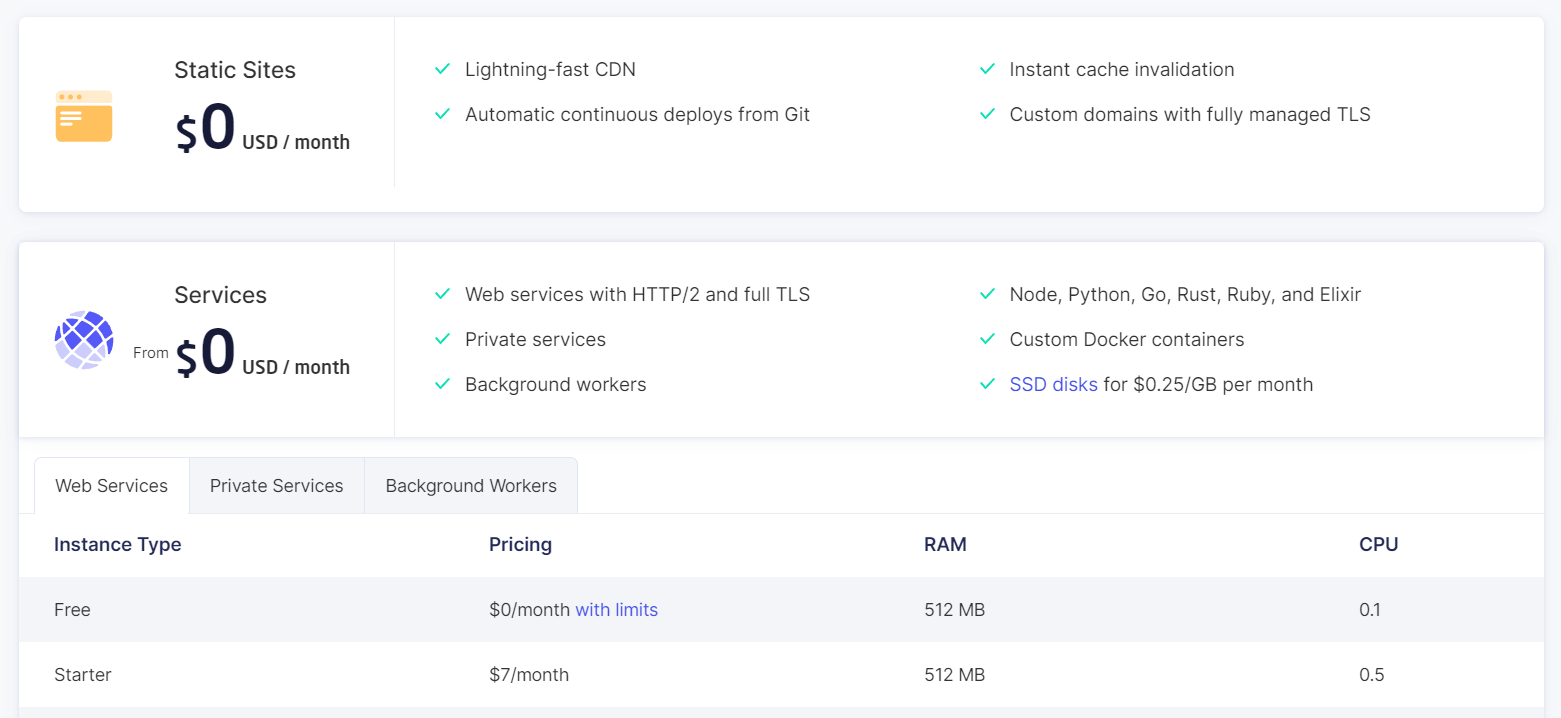 Static Sites
$0 USD / month
Lightning-fast CDN
Automatic continuous deploys from Git
Instant cache invalidation
Custom domains with fully managed TLS
Services
From $0 USD / month
Web services with HTTP/2 and full TLS
Private services
Background workers
Node, Python, Go, Rust, Ruby, and Elixir
Custom Docker containers
SSD disks for $0.25/GB per month
Web Services Private Services Background Workers
Instance Type Pricing RAM CPU
Free $0/month with limits 512 MB 0.1
Starter $7/month 512 MB 0.5